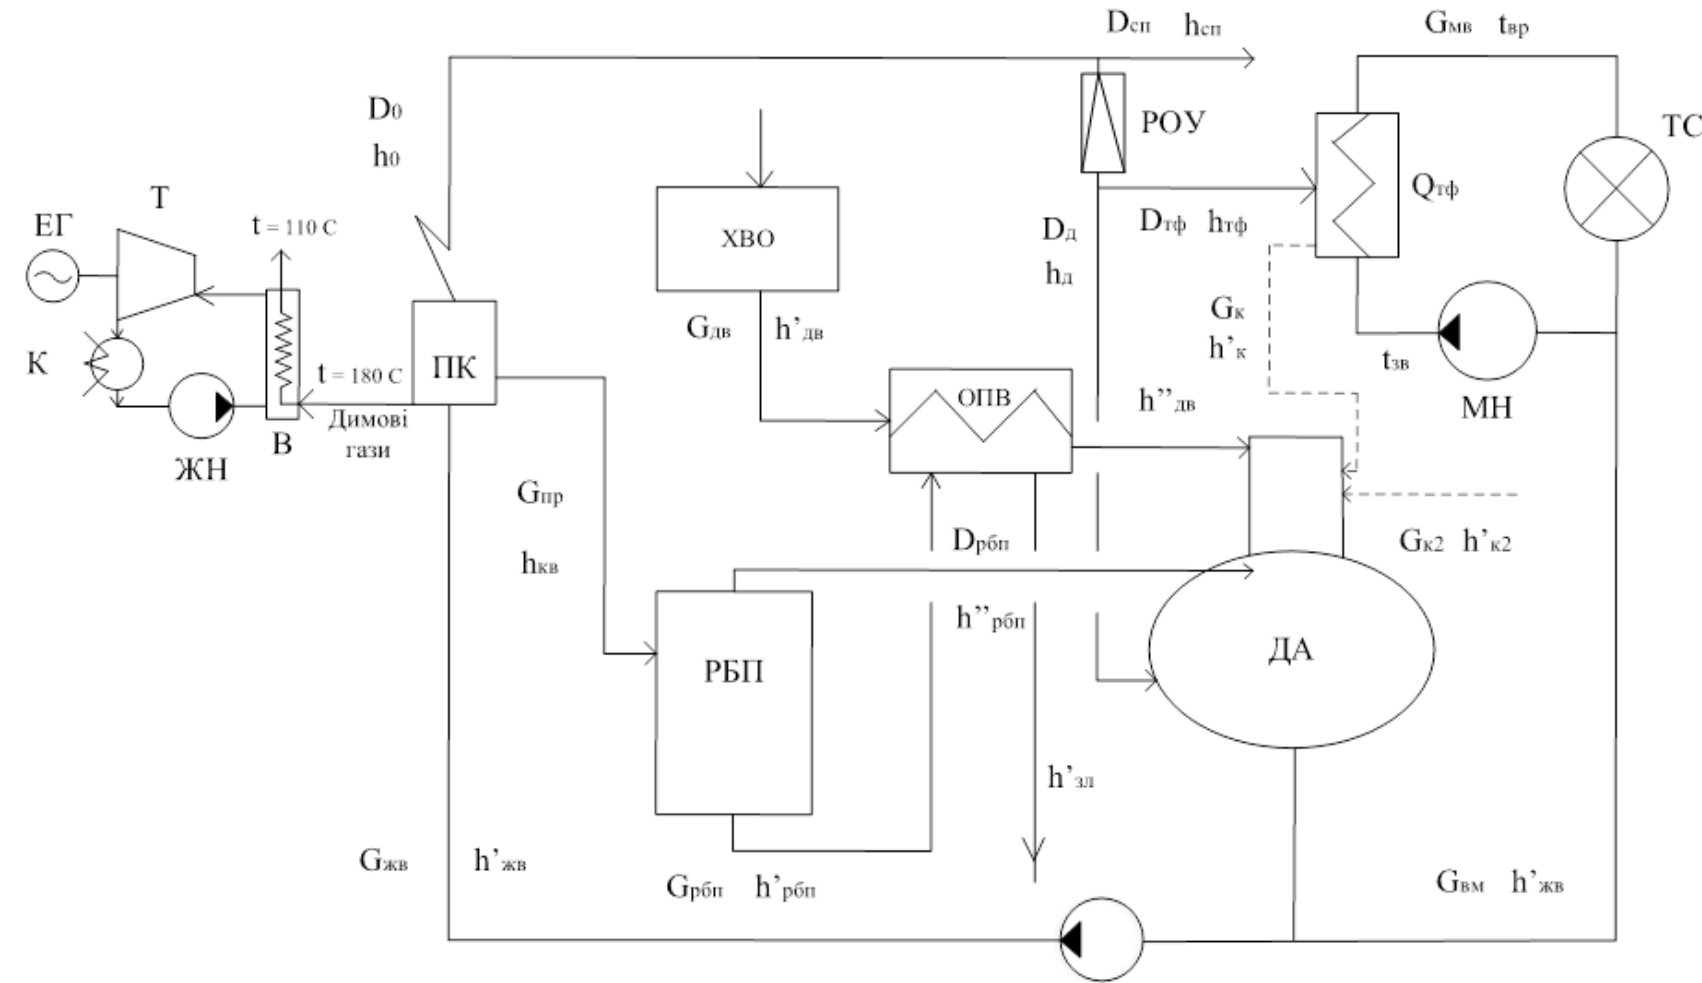 Dсп hсп
Gмв tвр
D0
h0
РОУ
ТС
Т
ЕГ
t = 110 С
ХВО
Qтф
Dтф hтф
Dд
hд
Gдв h’дв
Gк
h’к
К
ПК
t = 180 С
tзв
ОПВ
h’’дв
МН
Димові
гази
В
ЖН
Gпр
hкв
Dрбп
Gк2 h’к2
h’’рбп
РБП
ДА
h’зл
Gжв h’жв
Gрбп h’рбп
Gвм h’жв